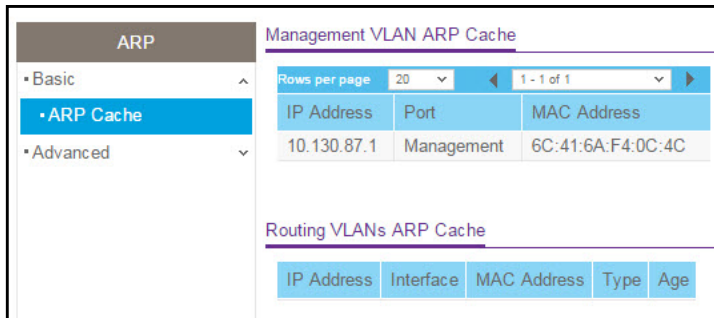 ARP
Basic
ARP Cache
Advanced
Management VLAN ARP Cache
Rows per page 20 1 - 1 of 1
IP Address Port MAC Address
10.130.87.1 Management 6C:41:6A:F4:0C:4C
Routing VLANs ARP Cache
IP Address Interface MAC Address Type Age